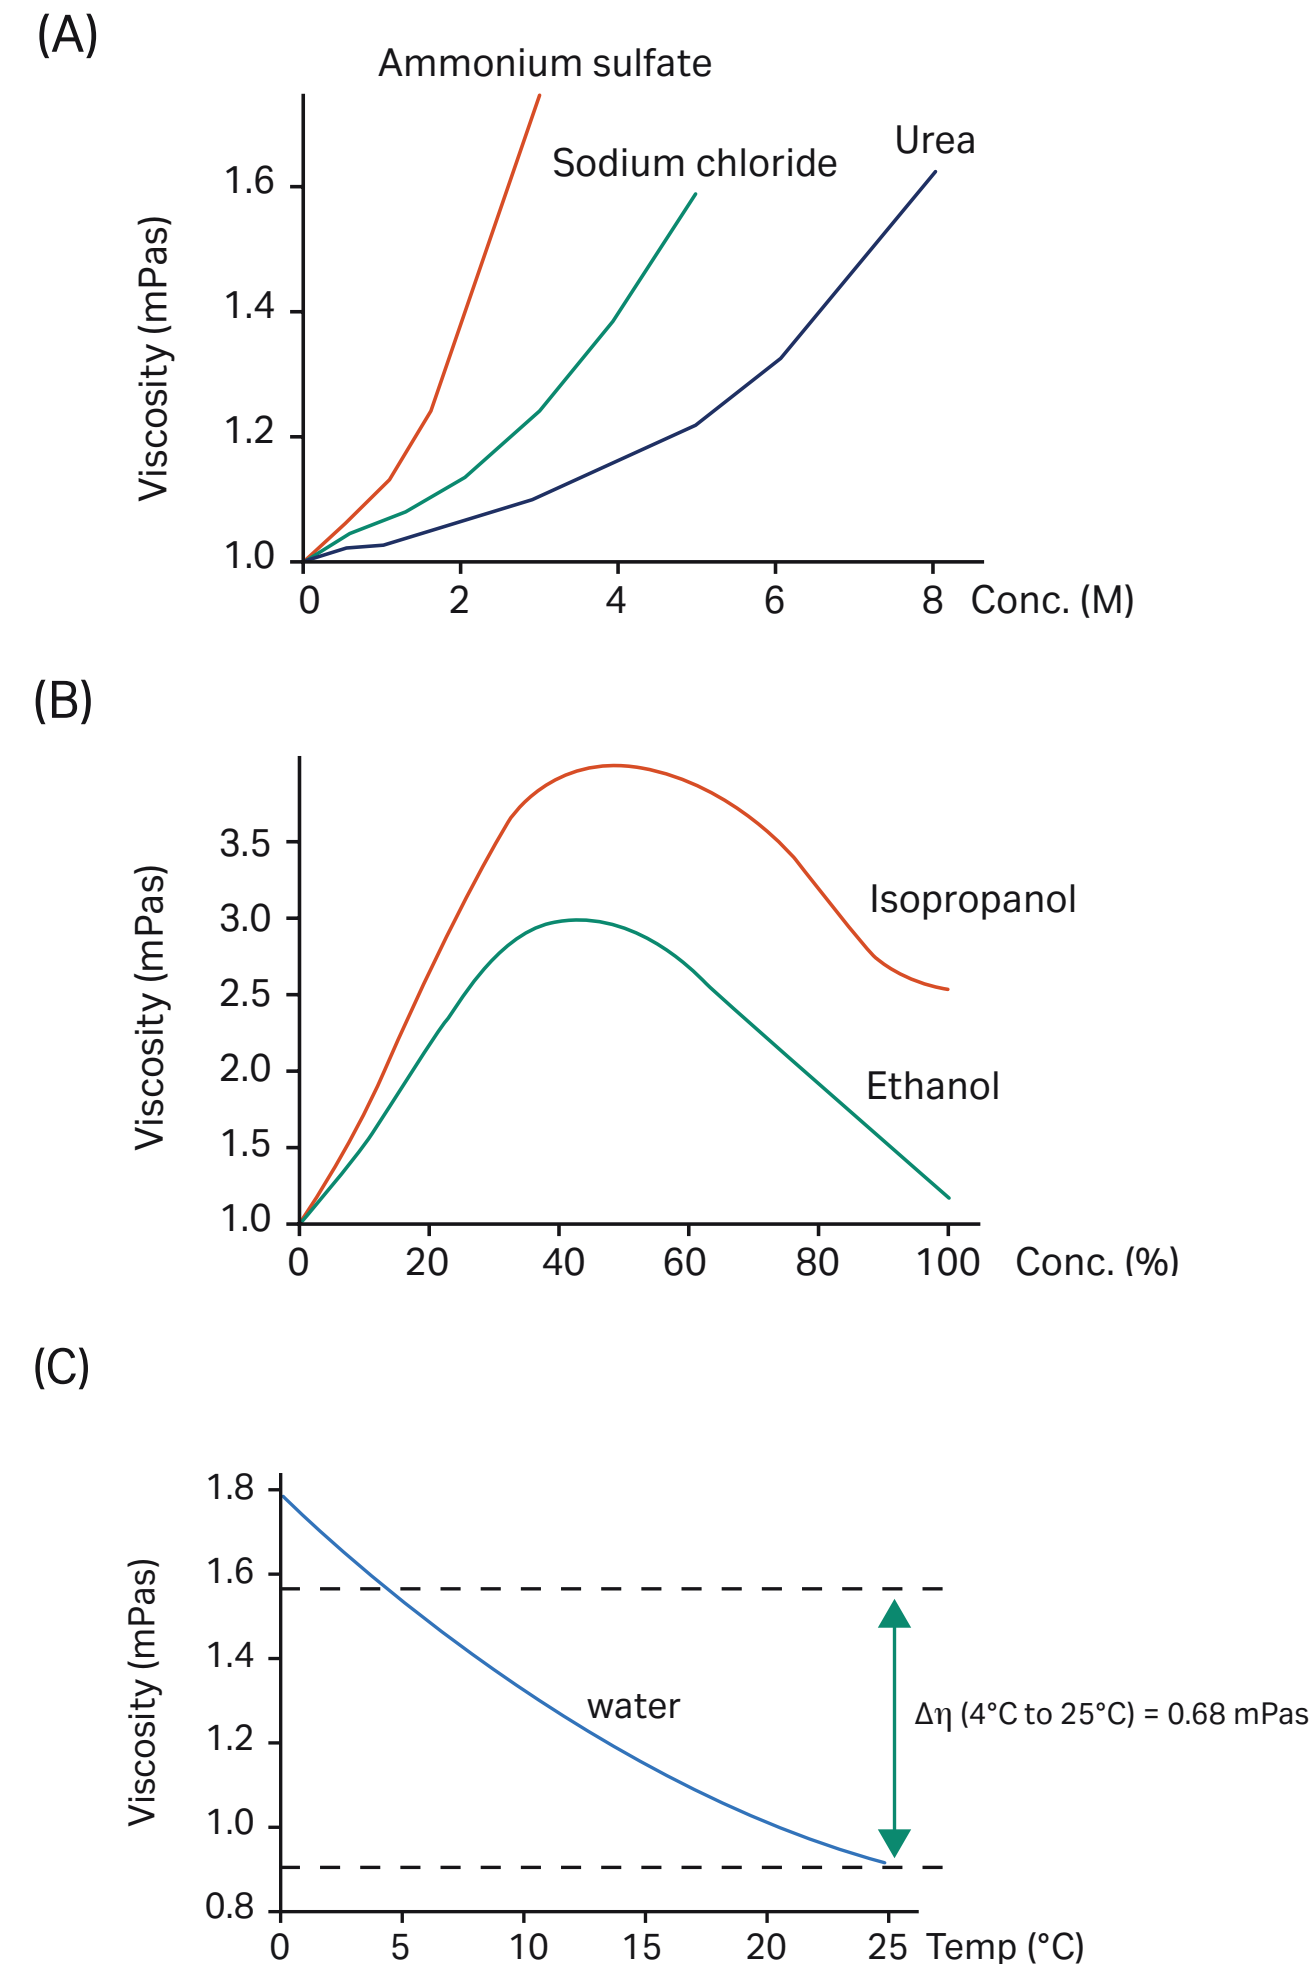 (A)
Ammonium sulfate
Urea
Sodium chloride
Viscosity (mPas)
1.6
1.4
1.2
1.0
0 2 4 6 8 Conc. (M)
(B)
Viscosity (mPas)
3.5
3.0
2.5
2.0
1.5
1.0
Isopropanol
Ethanol
0 20 40 60 80 100 Conc. (%)
(C)
Viscosity (mPas)
1.8
1.6
1.4
1.2
1.0
0.8
water
Δη (4°C to 25°C) = 0.68 mPas
0 5 10 15 20 25 Temp (°C)